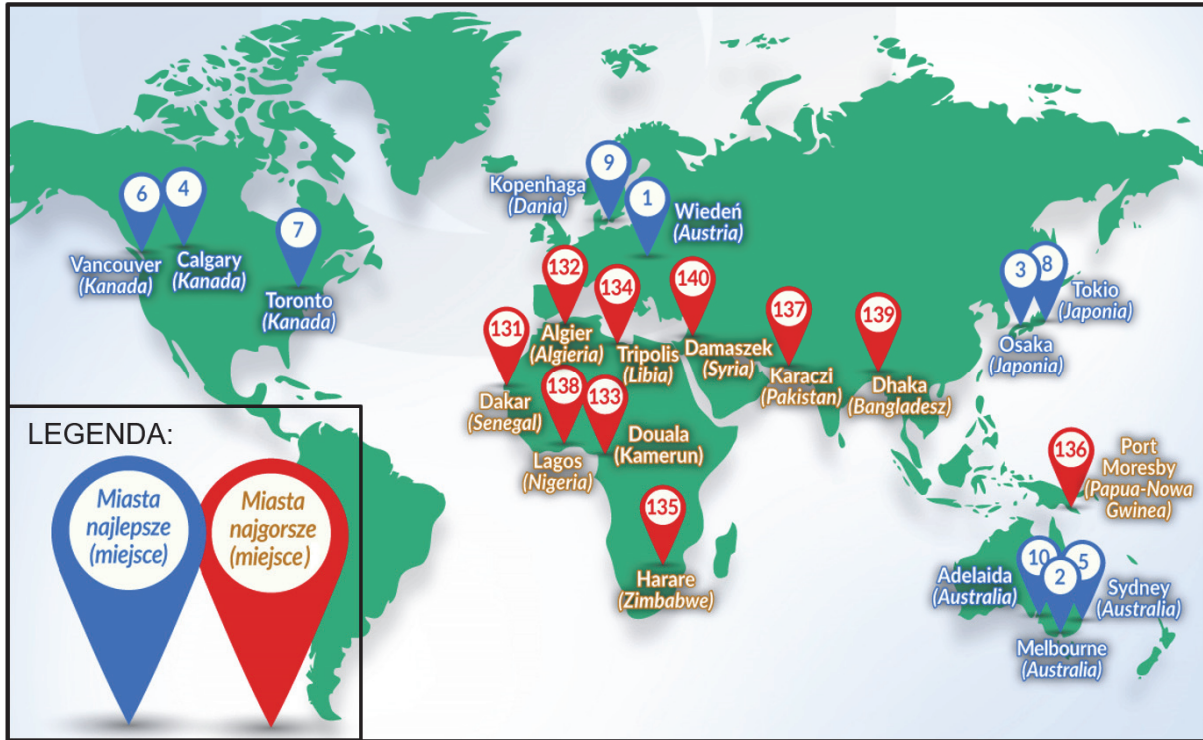 9
Kopenhaga
(Dania)
1
Wiedeń
(Austria)
6
Vancouver
(Kanada)
4
Calgary
(Kanada)
7
Toronto
(Kanada)
3
Osaka
(Japonia)
8
Tokio
(Japonia)
132
Algier
(Algieria)
134
Tripolis
(Libia)
140
Damaszek
(Syria)
137
Karaczi
(Pakistan)
139
Dhaka
(Bangladesz)
131
Dakar
(Senegal)
138
Lagos
(Nigeria)
133
Douala
(Kamerun)
135
Harare
(Zimbabwe)
136
Port
Moresby
(Papua-Nowa
Gwinea)
10
Adelaida
(Australia)
2
Melbourne
(Australia)
5
Sydney
(Australia)
LEGENDA:
Miasta
najlepsze
(miejsce)
Miasta
najgorsze
(miejsce)